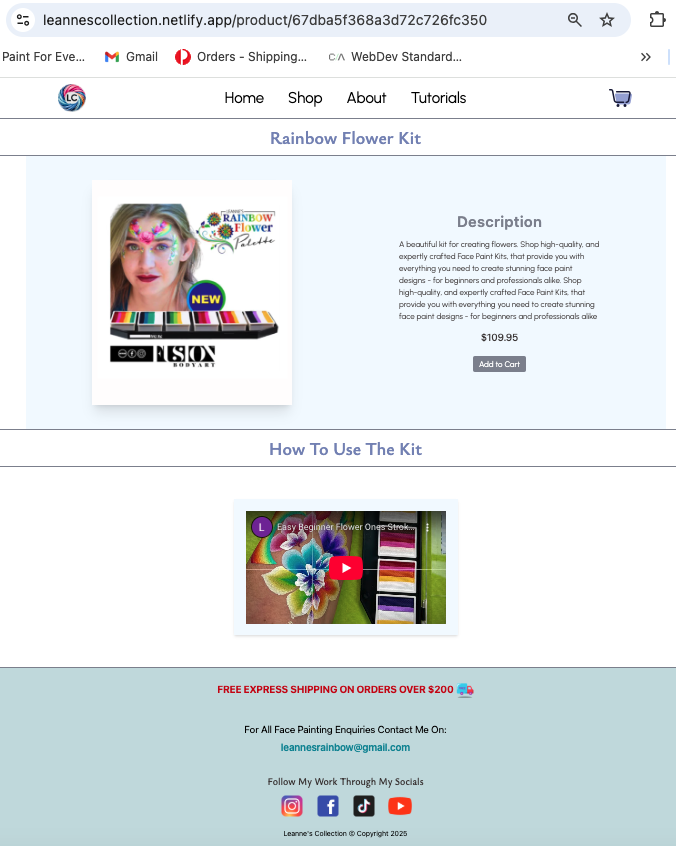 leannescollection.netlify.app/product/67dba5f368a3d72c726fc350
Paint For Eve... Gmail Orders - Shipping... WebDev Standard...
LC Home Shop About Tutorials
Rainbow Flower Kit
LEANNE'S
RAINBOW
Flower
Palette
NEW
FUSION
BODYART
Description
A beautiful kit for creating flowers. Shop high-quality, and
expertly crafted Face Paint Kits, that provide you with
everything you need to create stunning face paint
designs - for beginners and professionals alike. Shop
high-quality, and expertly crafted Face Paint Kits, that
provide you with everything you need to create stunning
face paint designs - for beginners and professionals alike
$109.95
Add to Cart
How To Use The Kit
L Easy Beginner Flower Ones Strok...
FREE EXPRESS SHIPPING ON ORDERS OVER $200
For All Face Painting Enquiries Contact Me On:
leannesrainbow@gmail.com
Follow My Work Through My Socials
Leanne's Collection © Copyright 2025